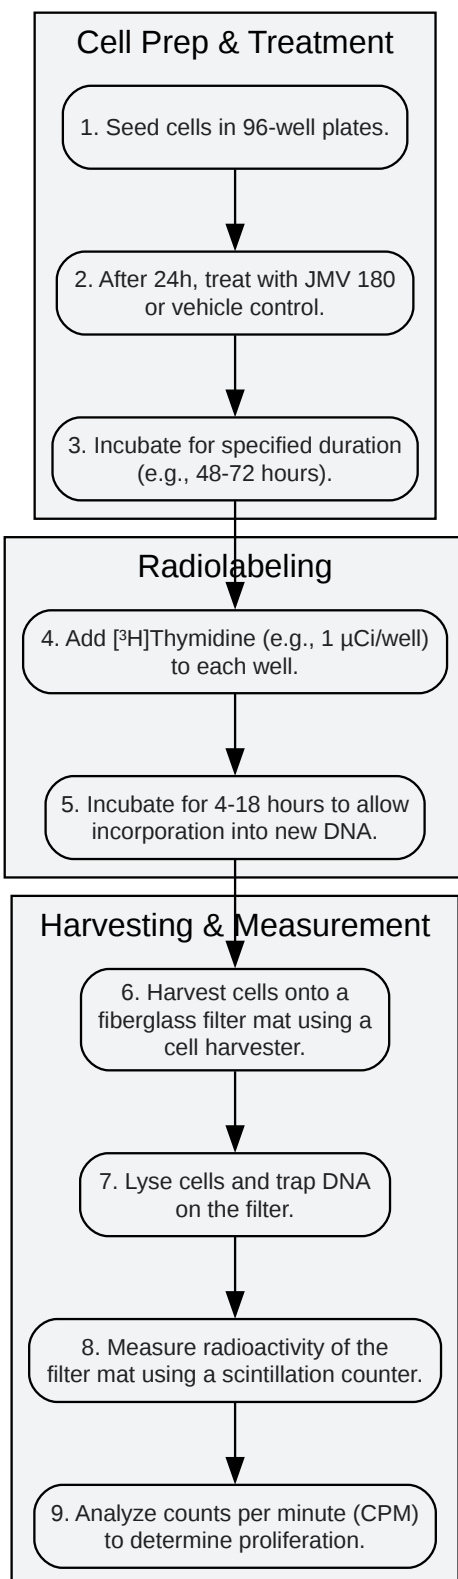 Cell Prep & Treatment
1. Seed cells in 96-well plates.
2. After 24h, treat with JMV 180
or vehicle control.
3. Incubate for specified duration
(e.g., 48-72 hours).
Radiolabeling
4. Add [³H]Thymidine (e.g., 1 µCi/well)
to each well.
5. Incubate for 4-18 hours to allow
incorporation into new DNA.
Harvesting & Measurement
6. Harvest cells onto a
fiberglass filter mat using a
cell harvester.
7. Lyse cells and trap DNA
on the filter.
8. Measure radioactivity of the
filter mat using a scintillation counter.
9. Analyze counts per minute (CPM)
to determine proliferation.